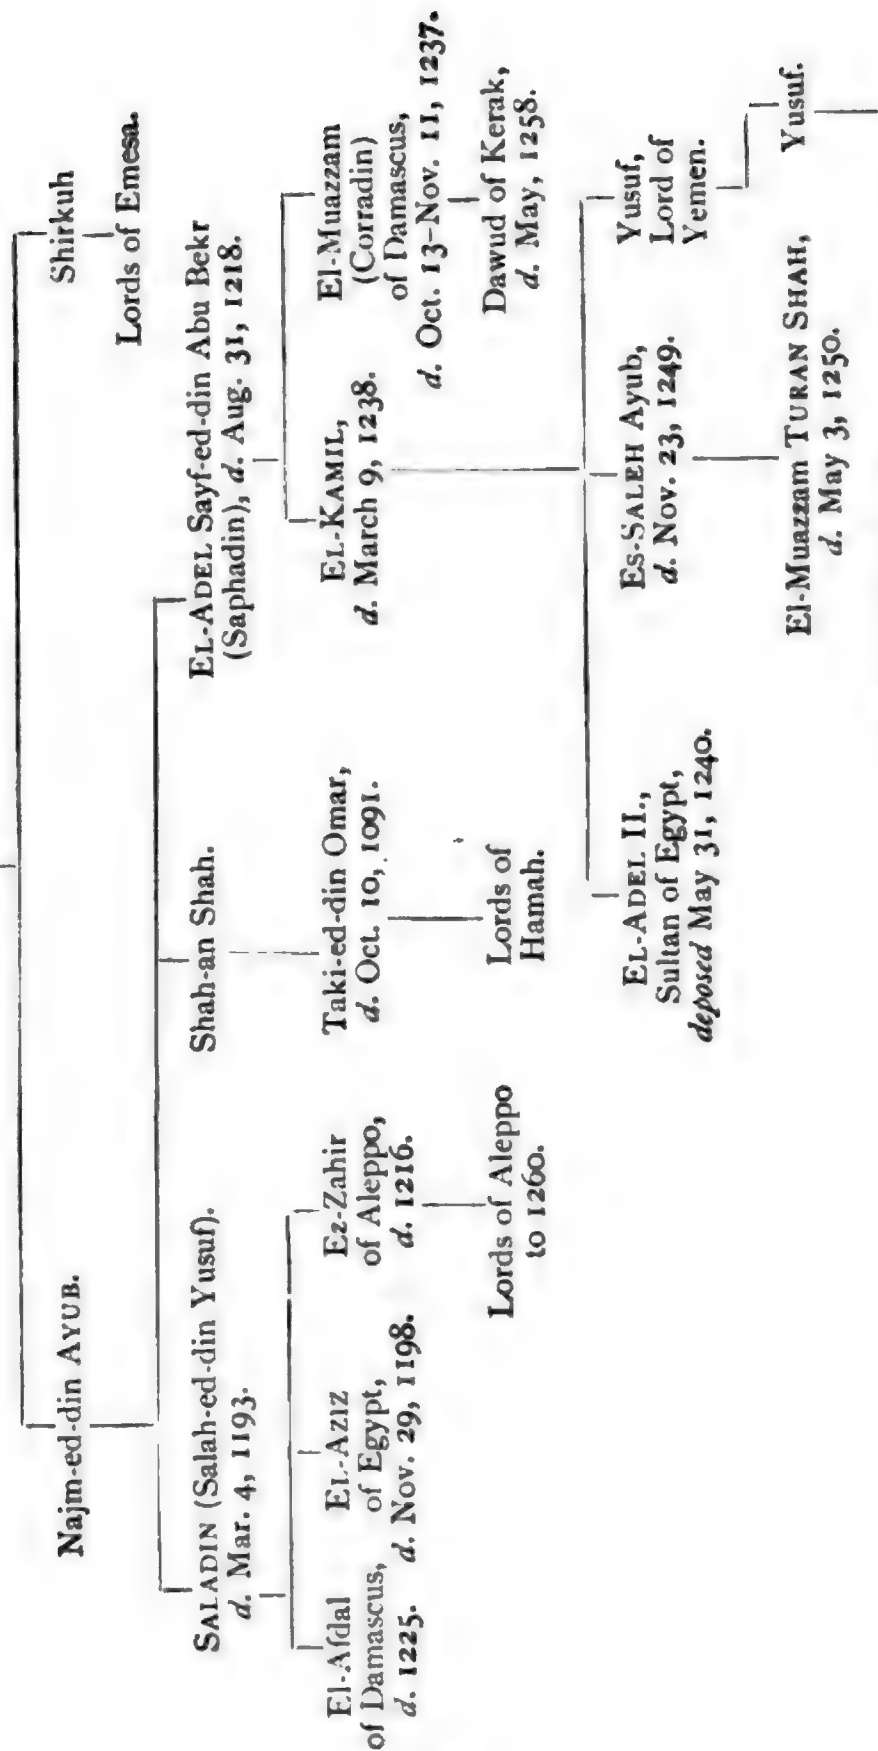 Najm-ed-din AYUB.
Shirkuh
Lords of Emesa.
SALADIN (Salah-ed-din Yusuf).
d. Mar. 4, 1193.
Shah-an Shah.
EL-ADEL Sayf-ed-din Abu Bekr
(Saphadin), d. Aug. 31, 1218.
El-Afdal
of Damascus,
d. 1225.
EL-AZIZ
of Egypt,
d. Nov. 29, 1198.
Ez-Zahir
of Aleppo,
d. 1216.
Taki-ed-din Omar,
d. Oct. 10, 1091.
EL-KAMIL,
d. March 9, 1238.
El-Muazzam
(Corradin)
of Damascus,
d. Oct. 13-Nov. 11, 1237.
Lords of Aleppo
to 1260.
Lords of
Hamah.
Dawud of Kerak,
d. May, 1258.
EL-ADEL II.,
Sultan of Egypt,
deposed May 31, 1240.
ES-SALEH Ayub,
d. Nov. 23, 1249.
Yusuf,
Lord of
Yemen.
El-Muazzam TURAN SHAH,
d. May 3, 1250.
Yusuf.